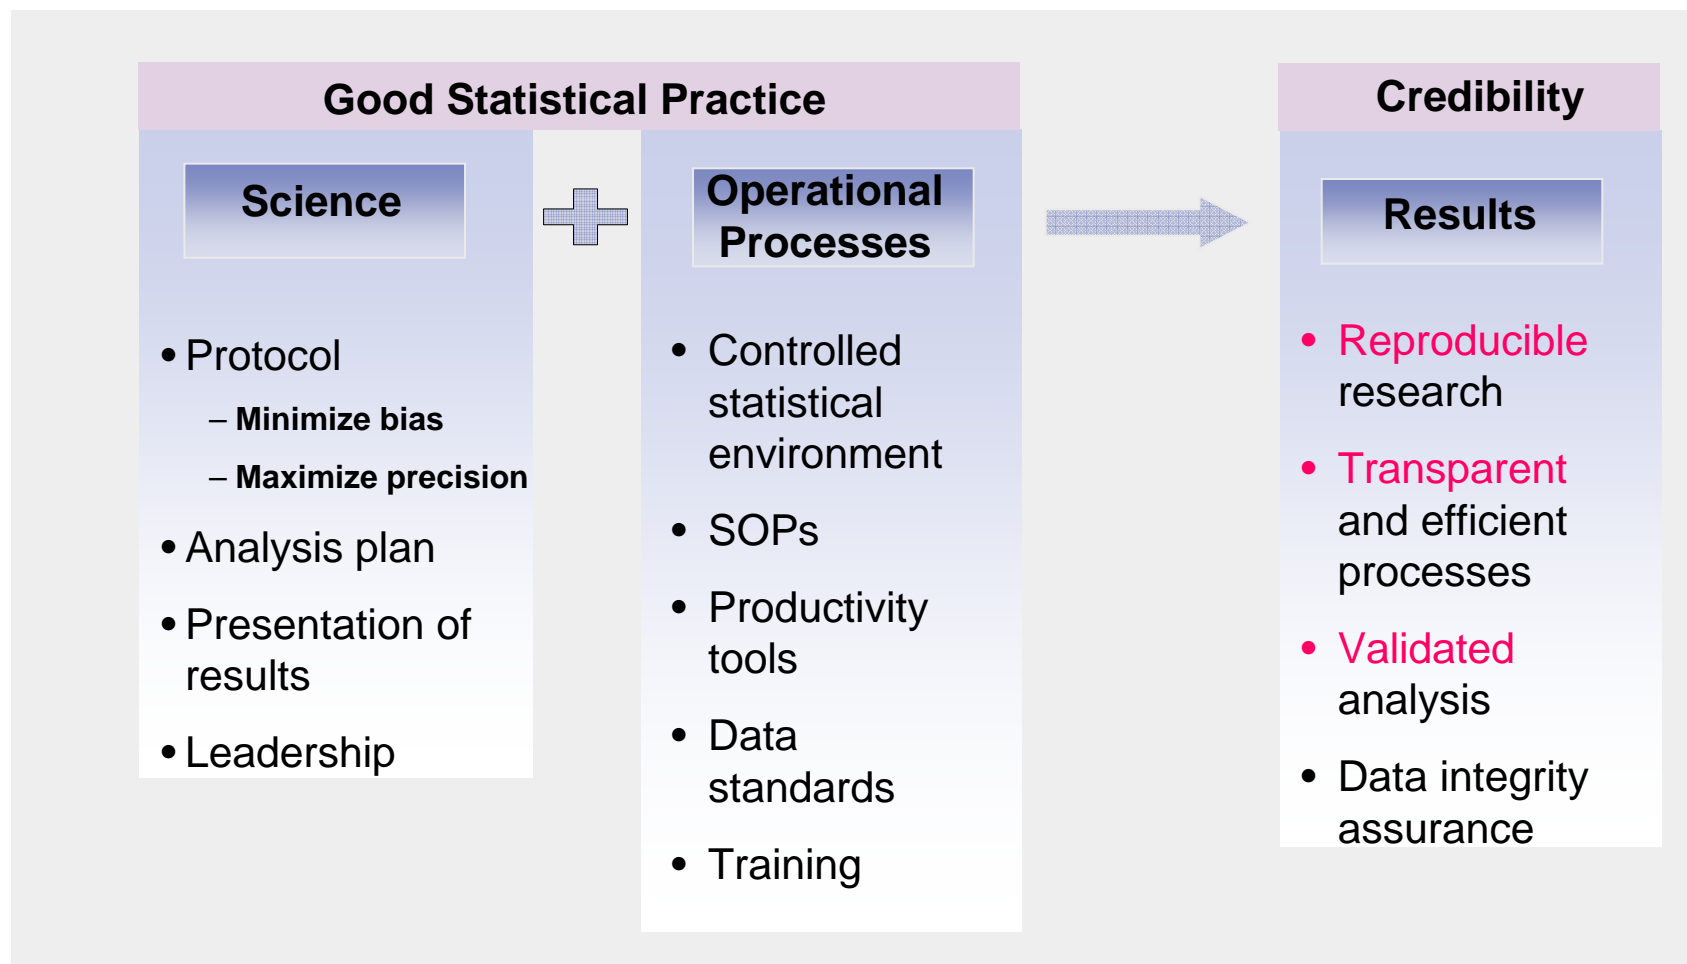 Good Statistical Practice
Science
• Protocol
– Minimize bias
– Maximize precision
• Analysis plan
• Presentation of
results
• Leadership
Operational
Processes
• Controlled
statistical
environment
• SOPs
• Productivity
tools
• Data
standards
• Training
Credibility
Results
• Reproducible
research
• Transparent
and efficient
processes
• Validated
analysis
• Data integrity
assurance